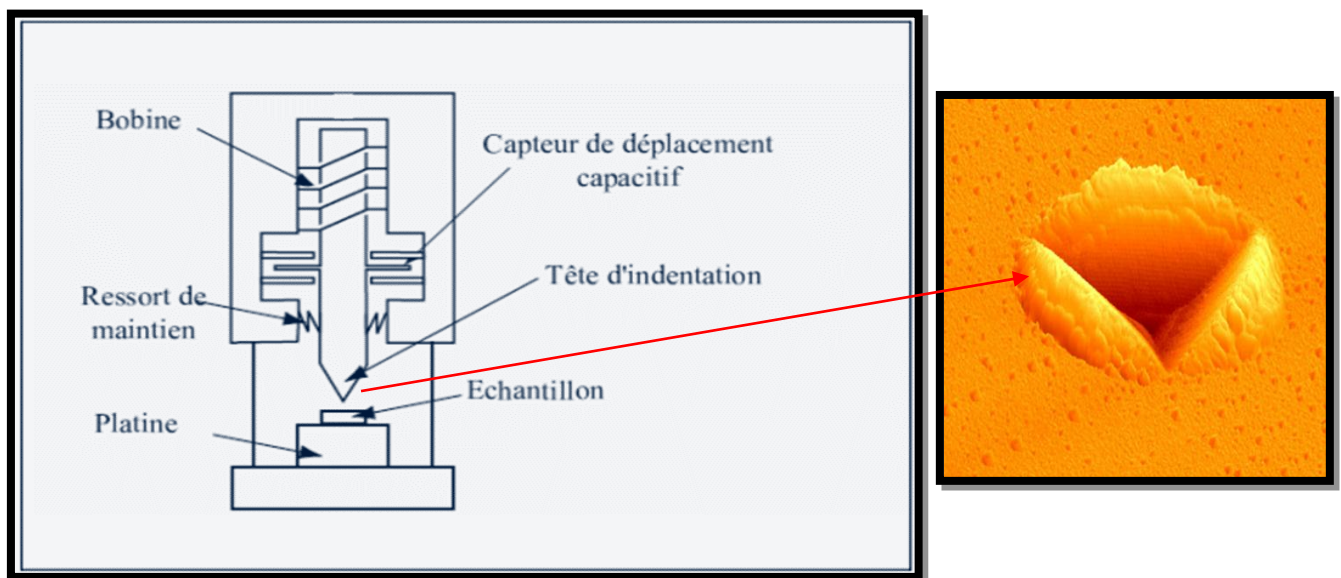 Bobine
Capteur de déplacement
capacitif
Tête d'indentation
Ressort de
maintien
Echantillon
Platine